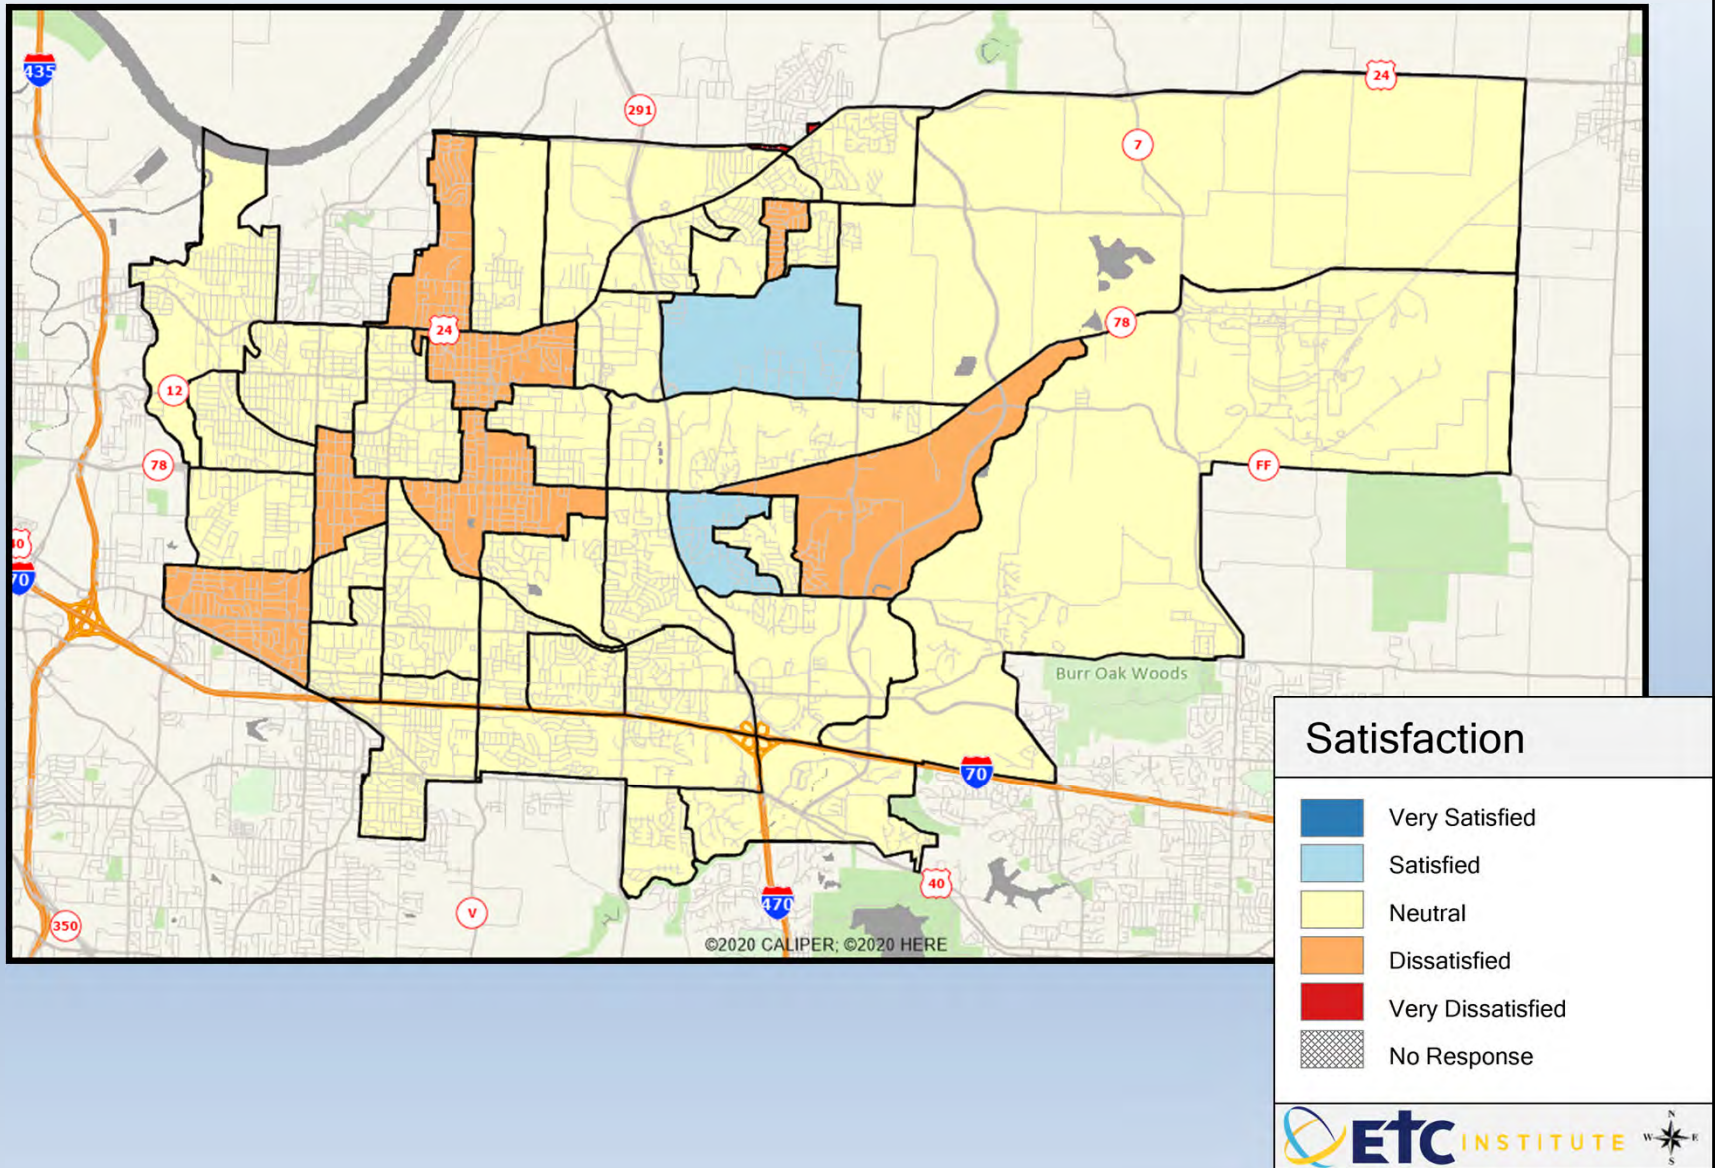 435
291
24
7
24
78
12
78
FF
40
70
Burr Oak Woods
70
40
470
V
350
©2020 CALIPER; ©2020 HERE
Satisfaction
Very Satisfied
Satisfied
Neutral
Dissatisfied
Very Dissatisfied
No Response
ETC INSTITUTE
N
W E
S